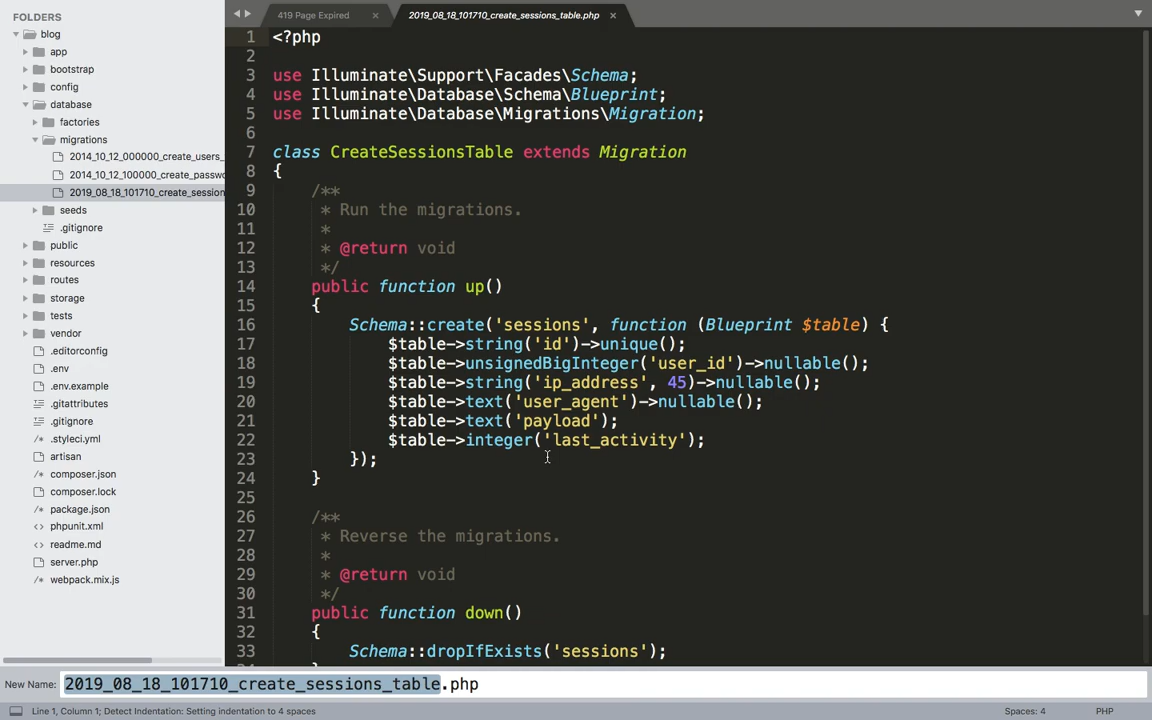 FOLDERS
blog
app
bootstrap
config
database
factories
migrations
2014_10_12_000000_create_users_
2014_10_12_100000_create_passw
2019_08_18_101710_create_session
seeds
.gitignore
public
resources
routes
storage
tests
vendor
.editorconfig
.env
.env.example
.gitattributes
.gitignore
.styleci.yml
artisan
composer.json
composer.lock
package.json
phpunit.xml
readme.md
server.php
webpack.mix.js
419 Page Expired
2019_08_18_101710_create_sessions_table.php
1 <?php
2
3 use Illuminate\Support\Facades\Schema;
4 use Illuminate\Database\Schema\Blueprint;
5 use Illuminate\Database\Migrations\Migration;
6
7 class CreateSessionsTable extends Migration
8 {
9 /**
10 * Run the migrations.
11 *
12 * @return void
13 */
14 public function up()
15 {
16 Schema::create('sessions', function (Blueprint $table) {
17 $table->string('id')->unique();
18 $table->unsignedBigInteger('user_id')->nullable();
19 $table->string('ip_address', 45)->nullable();
20 $table->text('user_agent')->nullable();
21 $table->text('payload');
22 $table->integer('last_activity');
23 });
24 }
25
26 /**
27 * Reverse the migrations.
28 *
29 * @return void
30 */
31 public function down()
32 {
33 Schema::dropIfExists('sessions');
New Name: 2019_08_18_101710_create_sessions_table.php
Line 1, Column 1; Detect Indentation: Setting indentation to 4 spaces
Spaces: 4
PHP